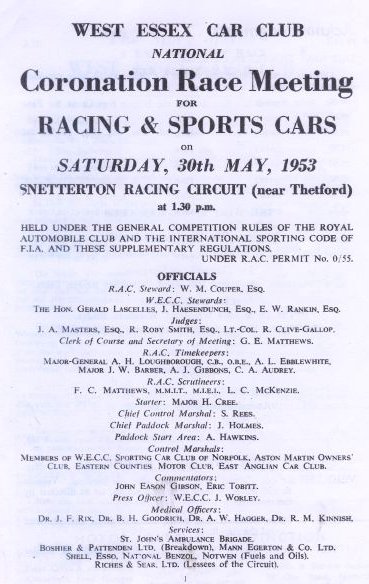 WEST ESSEX CAR CLUB
NATIONAL
Coronation Race Meeting
FOR
RACING & SPORTS CARS
on
SATURDAY, 30th MAY, 1953
SNETTERTON RACING CIRCUIT (near Thetford)
at 1.30 p.m.
HELD UNDER THE GENERAL COMPETITION RULES OF THE ROYAL
AUTOMOBILE CLUB AND THE INTERNATIONAL SPORTING CODE OF
F.I.A. AND THESE SUPPLEMENTARY REGULATIONS.
UNDER R.A.C. PERMIT No. 0/55.
OFFICIALS
R.A.C. Steward: W. M. COUPER, ESQ.
W.E.C.C. Stewards:
THE HON. GERALD LASCELLES, J. HAESENDUNCH, ESQ., E. W. RANKIN, ESQ.
Judges:
J. A. MASTERS, ESQ., R. ROBY SMITH, ESQ., LT.-COL. R. CLIVE-GALLOP.
Clerk of Course and Secretary of Meeting: G. E. MATTHEWS.
R.A.C. Timekeepers:
MAJOR-GENERAL A. H. LOUGHBOROUGH, C.B., O.B.E., A. L. EBBLEWHITE,
MAJOR J. W. BARBER, A. J. GIBBONS, C. A. AUDREY.
R.A.C. Scrutineers:
F. C. MATTHEWS, M.M.I.T., M.I.E.I., L. C. MCKENZIE.
Starter: MAJOR H. CREE.
Chief Control Marshal: S. REES.
Chief Paddock Marshal: J. HOLMES.
Paddock Start Area: A. HAWKINS.
Control Marshals:
MEMBERS OF W.E.C.C. SPORTING CAR CLUB OF NORFOLK, ASTON MARTIN OWNERS'
CLUB, EASTERN COUNTIES MOTOR CLUB, EAST ANGLIAN CAR CLUB.
Commentators:
JOHN EASON GIBSON, ERIC TOBITT.
Press Officer: W.E.C.C. J. WORLEY.
Medical Officers:
DR. J. F. RIX, DR. B. H. GOODRICH, DR. A. W. HAGGER, DR. R. M. KINNISH,
Services:
ST. JOHN'S AMBULANCE BRIGADE.
BOSHIER & PATTENDEN LTD. (Breakdown), MANN EGERTON & CO. LTD.
SHELL, ESSO, NATIONAL BENZOL, NOTWEN (Fuels and Oils).
RICHES & SEAR, LTD. (Lessees of the Circuit).
1